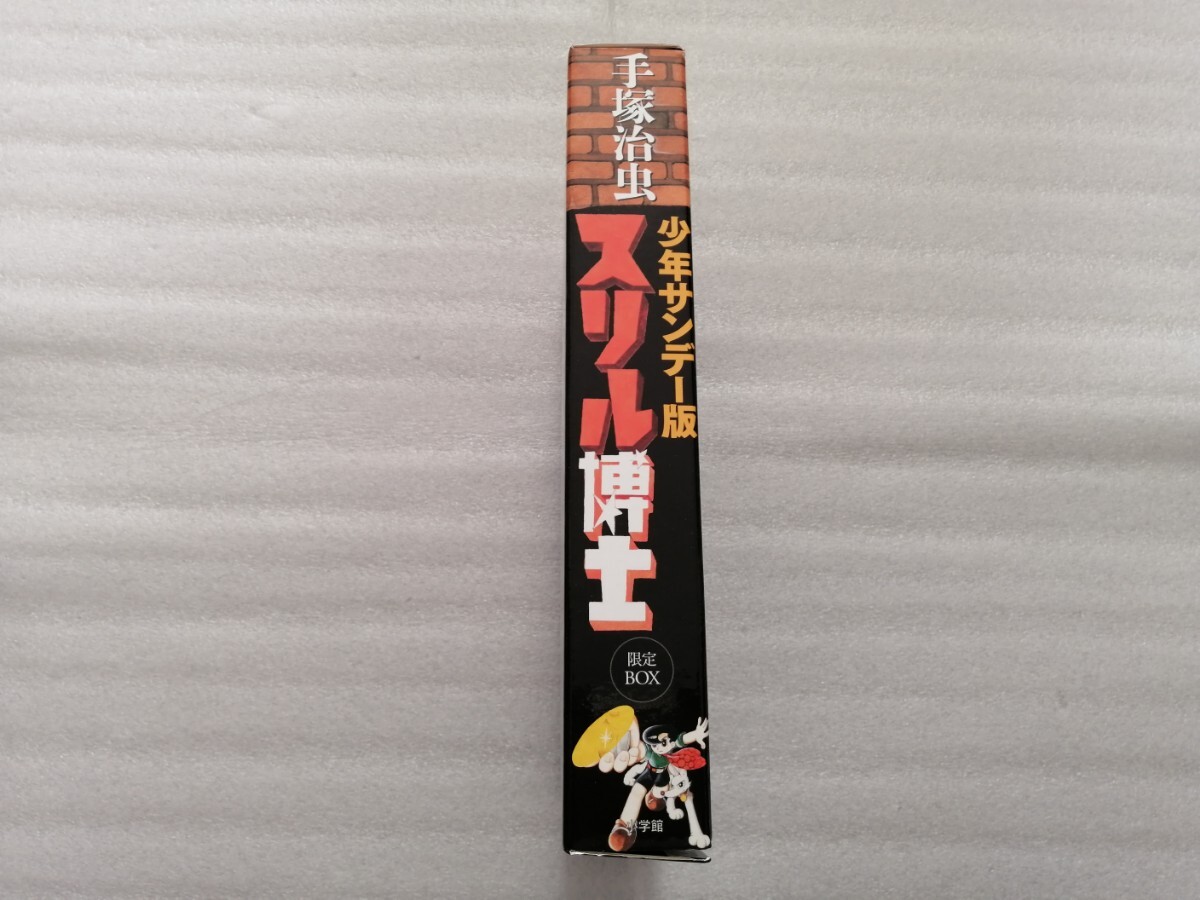 手塚治虫
少年サンデー版
スリル博士
限定
BOX
小学館